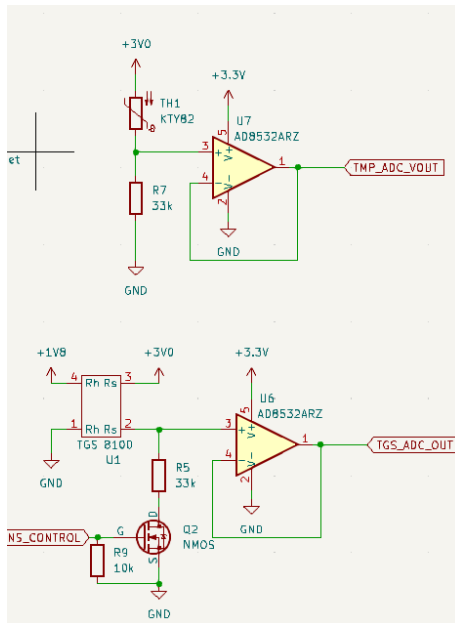 +3V0
+3.3V
TH1
KTY82
U7
AD8532ARZ
5
3
+
V+
1
TMP_ADC_VOUT
et
4
-
V-
2
R7
33k
GND
GND
+1V8
+3V0
+3.3V
4
Rh Rs
3
U6
AD8532ARZ
5
1
Rh Rs
2
3
+
V+
1
TGS_ADC_OUT
TGS 8100
U1
4
-
V-
2
GND
R5
33k
GND
D
NS_CONTROL
G
Q2
NMOS
R9
10k
S
GND